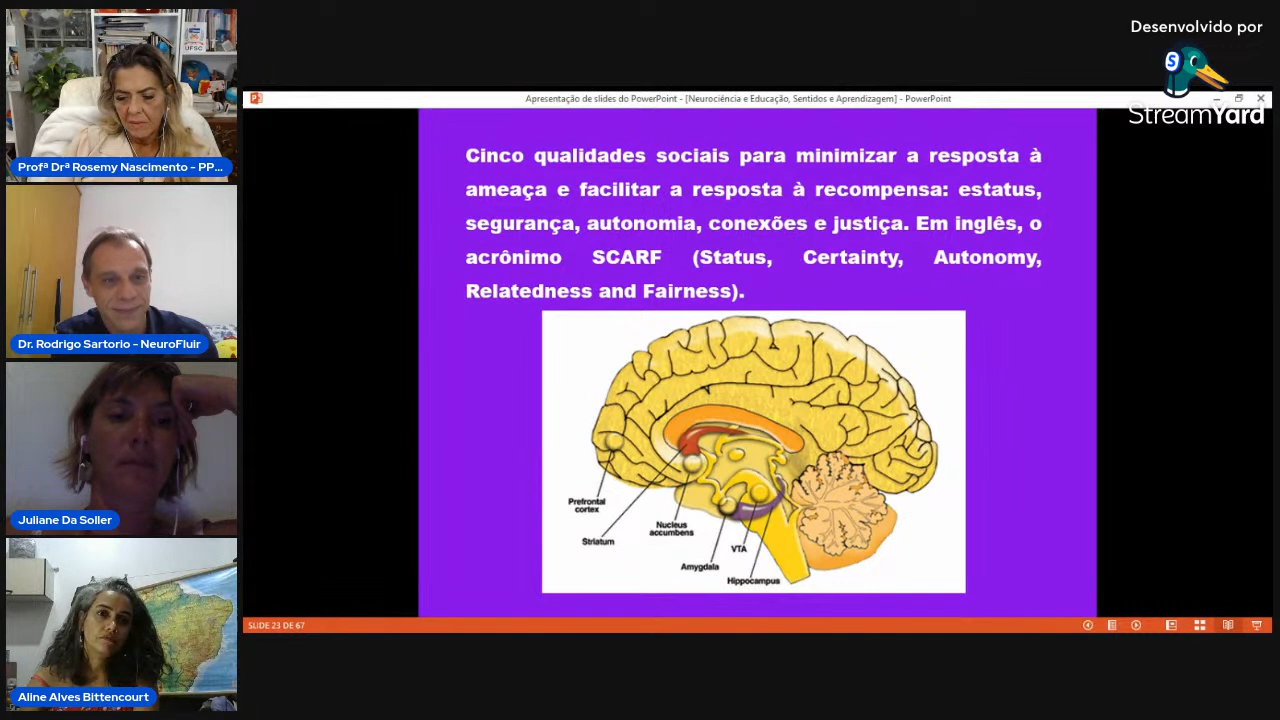 Desenvolvido por
StreamYard
Apresentação de slides do PowerPoint - [Neurociência e Educação, Sentidos e Aprendizagem] - PowerPoint
Cinco qualidades sociais para minimizar a resposta à
ameaça e facilitar a resposta à recompensa: estatus,
segurança, autonomia, conexões e justiça. Em inglês, o
acrônimo SCARF (Status, Certainty, Autonomy,
Relatedness and Fairness).
Prefrontal
cortex
Striatum
Nucleus
accumbens
Amygdala
VTA
Hippocampus
SLIDE 23 DE 67
UFSC
Profª Drª Rosemy Nascimento - PP...
Dr. Rodrigo Sartorio - NeuroFluir
Juliane Da Soller
Aline Alves Bittencourt